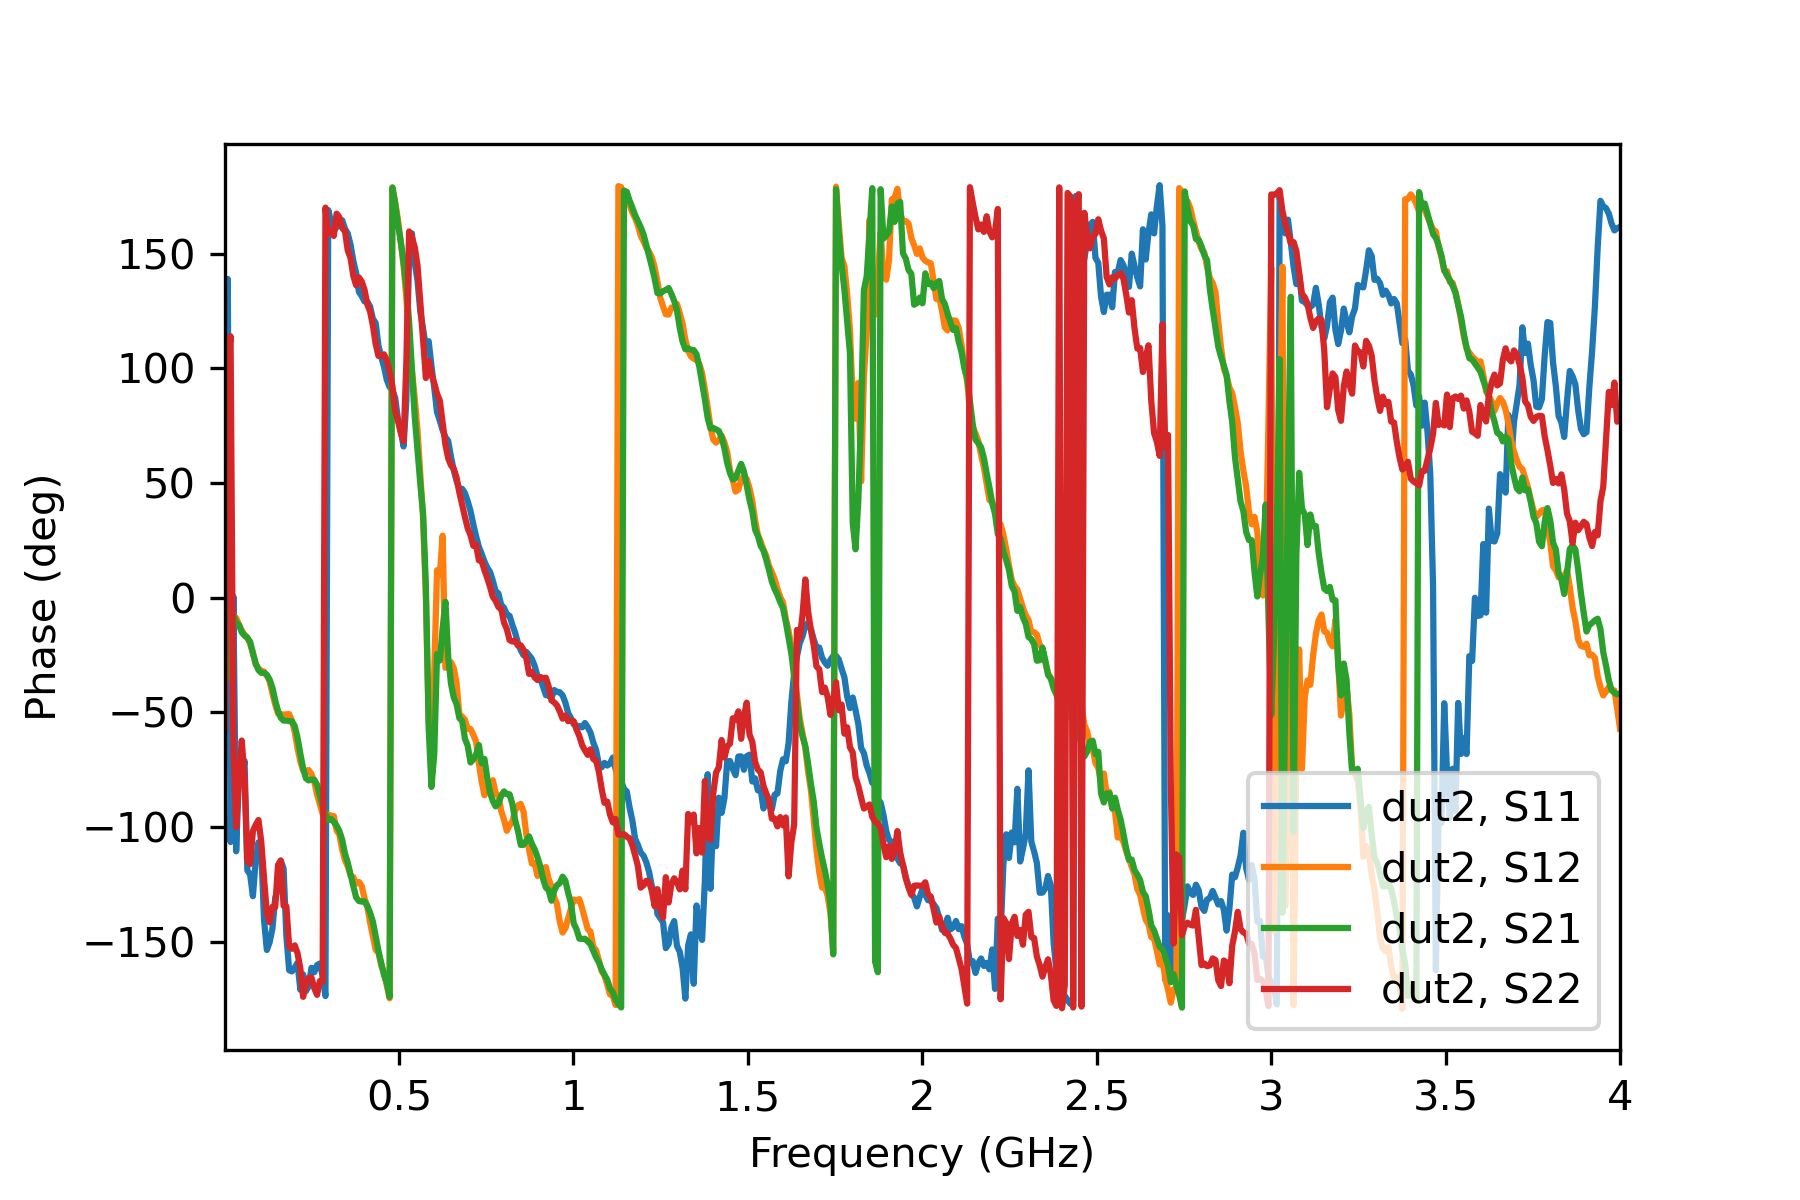 150
100
50
0
−50
−100
−150
Phase (deg)
0.5
1
1.5
2
2.5
3
3.5
4
Frequency (GHz)
dut2, S11
dut2, S12
dut2, S21
dut2, S22